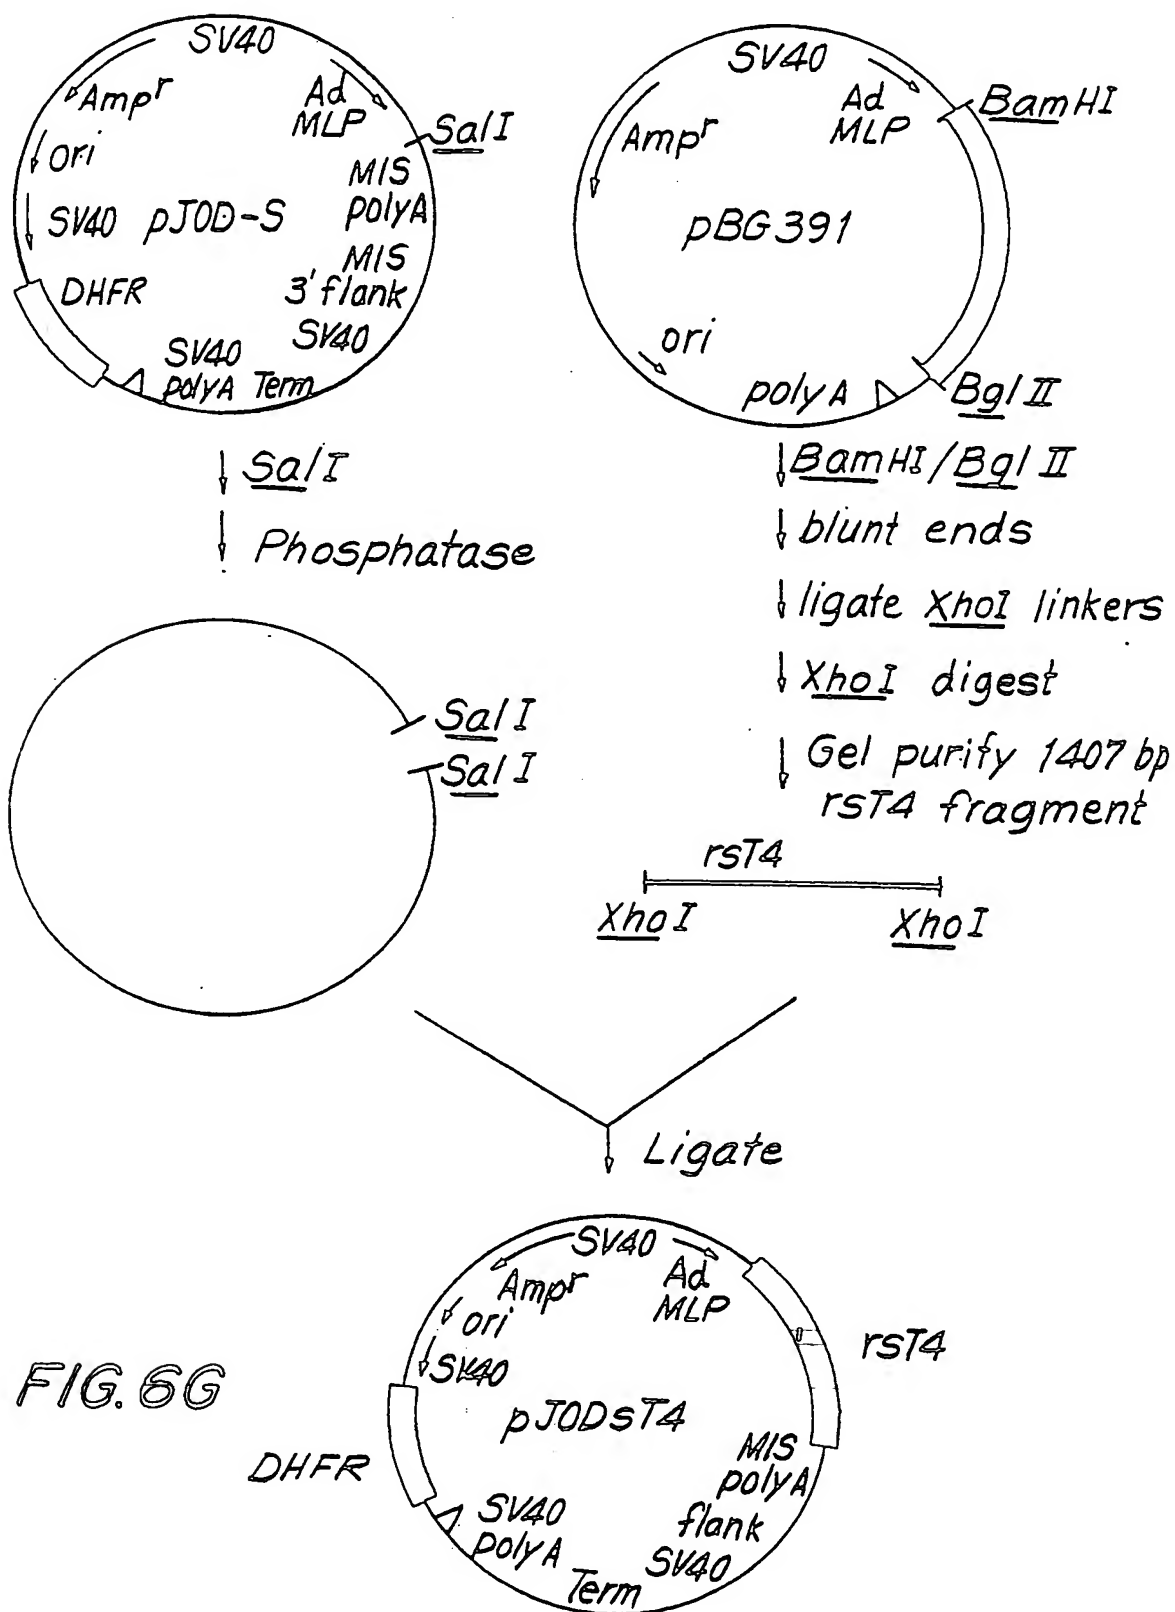 SV40
Ampr
Ad
MLP
SalI
ori
MIS
polyA
SV40
pJOD-S
MIS
3' flank
DHFR
SV40
SV40
polyA Term
SV40
Ad
MLP
BamHI
Ampr
pBG391
ori
polyA
BglII
SalI
Phosphatase
BamHI/BglII
blunt ends
ligate XhoI linkers
XhoI digest
Gel purify 1407 bp
rsT4 fragment
SalI
SalI
rsT4
XhoI
XhoI
Ligate
SV40
Ampr
Ad
MLP
ori
SV40
rsT4
pJODsT4
FIG. 6G
DHFR
MIS
polyA
flank
SV40
SV40
polyA
Term